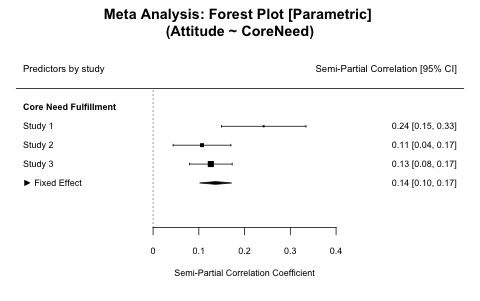 Meta Analysis: Forest Plot [Parametric]
(Attitude ~ CoreNeed)
Predictors by study Semi-Partial Correlation [95% CI]
Core Need Fulfillment
Study 1 0.24 [0.15, 0.33]
Study 2 0.11 [0.04, 0.17]
Study 3 0.13 [0.08, 0.17]
► Fixed Effect 0.14 [0.10, 0.17]
0 0.1 0.2 0.3 0.4
Semi-Partial Correlation Coefficient